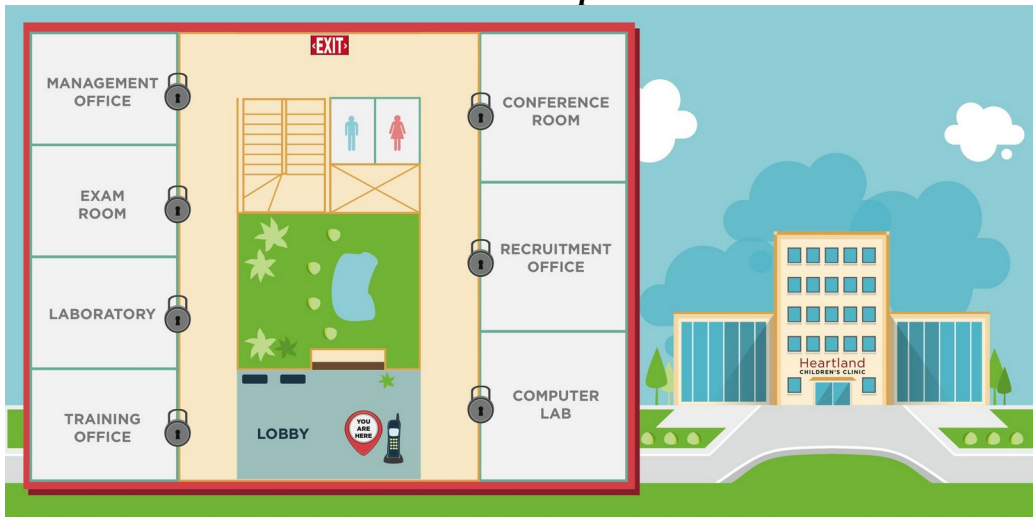 ‹EXIT›
MANAGEMENT
OFFICE
EXAM
ROOM
LABORATORY
TRAINING
OFFICE
LOBBY
YOU
ARE
HERE
CONFERENCE
ROOM
RECRUITMENT
OFFICE
COMPUTER
LAB
Heartland
CHILDREN'S CLINIC